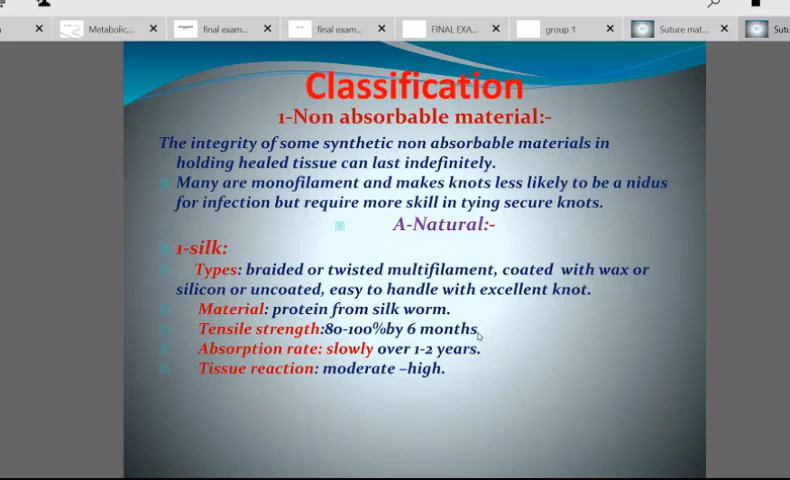 Metabolic...
final exam...
final exam...
FINAL EXA...
group 1
Suture mat...
Sutu
Classification
1-Non absorbable material:-
The integrity of some synthetic non absorbable materials in
holding healed tissue can last indefinitely.
Many are monofilament and makes knots less likely to be a nidus
for infection but require more skill in tying secure knots.
A-Natural:-
1-silk:
Types: braided or twisted multifilament, coated with wax or
silicon or uncoated, easy to handle with excellent knot.
Material: protein from silk worm.
Tensile strength:80-100%by 6 months
Absorption rate: slowly over 1-2 years.
Tissue reaction: moderate –high.